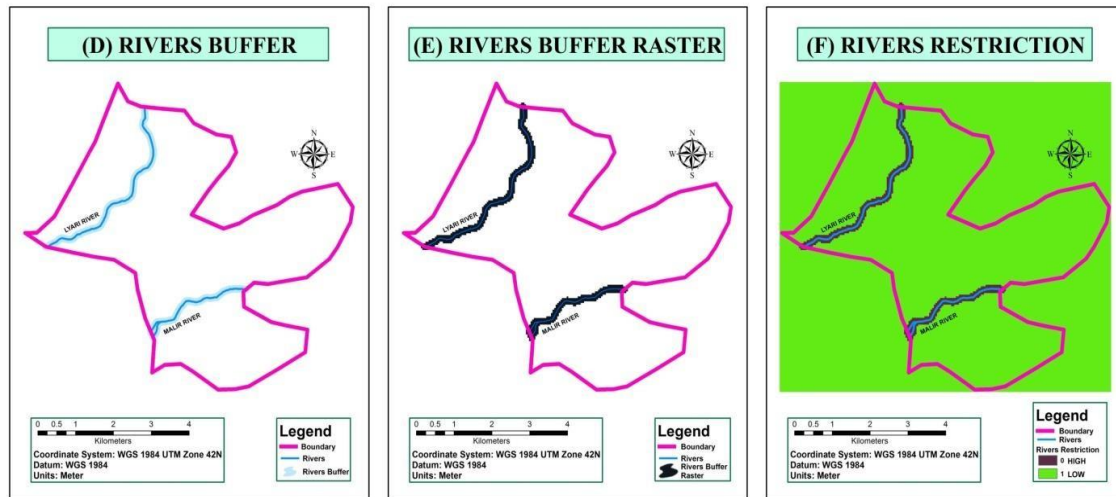 (D) RIVERS BUFFER
N
W E
S
LYARI RIVER
MALIR RIVER
0 0.5 1 2 3 4
Kilometers
Coordinate System: WGS 1984 UTM Zone 42N
Datum: WGS 1984
Units: Meter
Legend
Boundary
Rivers
Rivers Buffer
(E) RIVERS BUFFER RASTER
N
W E
S
LYARI RIVER
MALIR RIVER
0 0.5 1 2 3 4
Kilometers
Coordinate System: WGS 1984 UTM Zone 42N
Datum: WGS 1984
Units: Meter
Legend
Boundary
Rivers
Rivers Buffer
Raster
(F) RIVERS RESTRICTION
N
W E
S
LYARI RIVER
MALIR RIVER
0 0.5 1 2 3 4
Kilometers
Coordinate System: WGS 1984 UTM Zone 42N
Datum: WGS 1984
Units: Meter
Legend
Boundary
Rivers
Rivers Restriction
0 HIGH
1 LOW